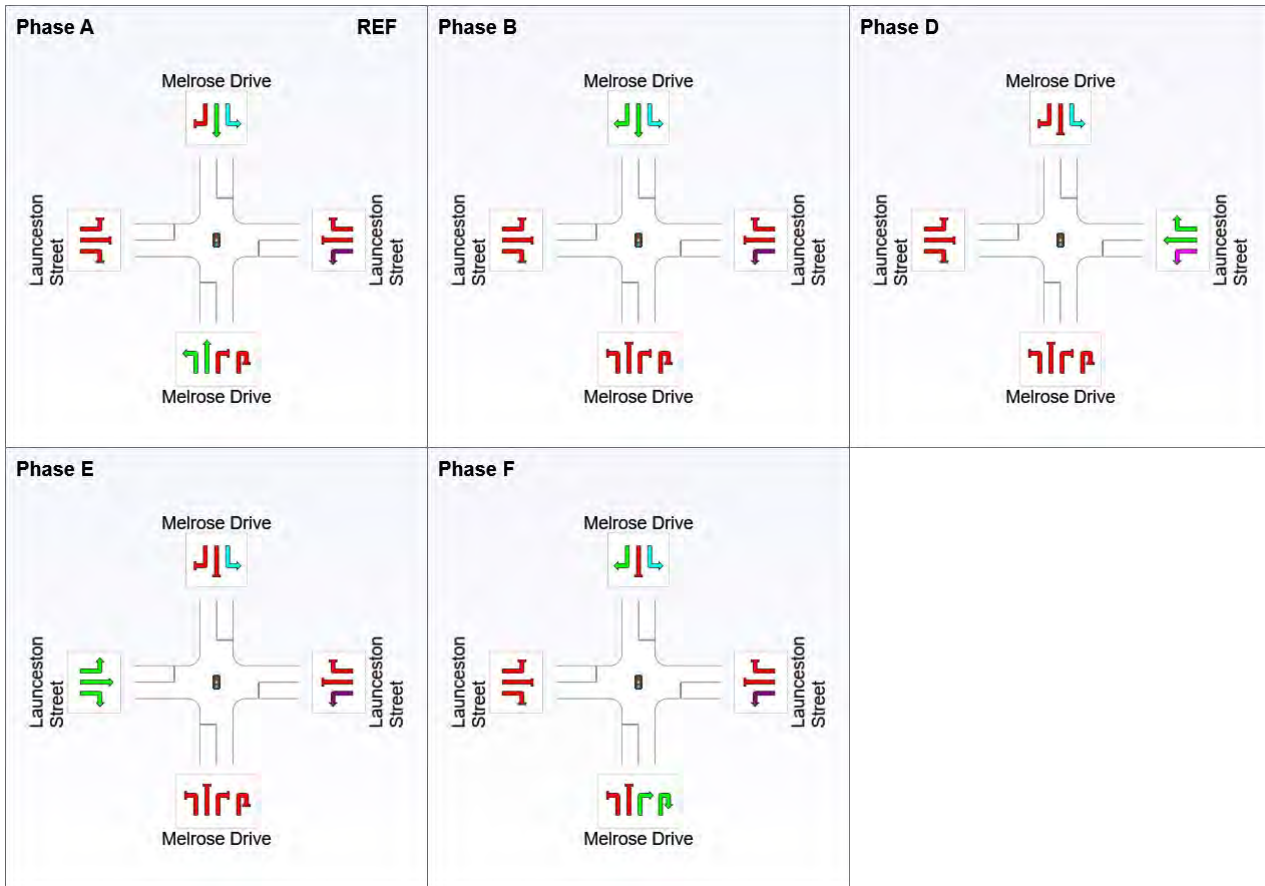 Phase A
REF
Melrose Drive
Launceston
Street
Launceston
Street
Melrose Drive
Phase B
Melrose Drive
Launceston
Street
Launceston
Street
Melrose Drive
Phase D
Melrose Drive
Launceston
Street
Launceston
Street
Melrose Drive
Phase E
Melrose Drive
Launceston
Street
Launceston
Street
Melrose Drive
Phase F
Melrose Drive
Launceston
Street
Launceston
Street
Melrose Drive